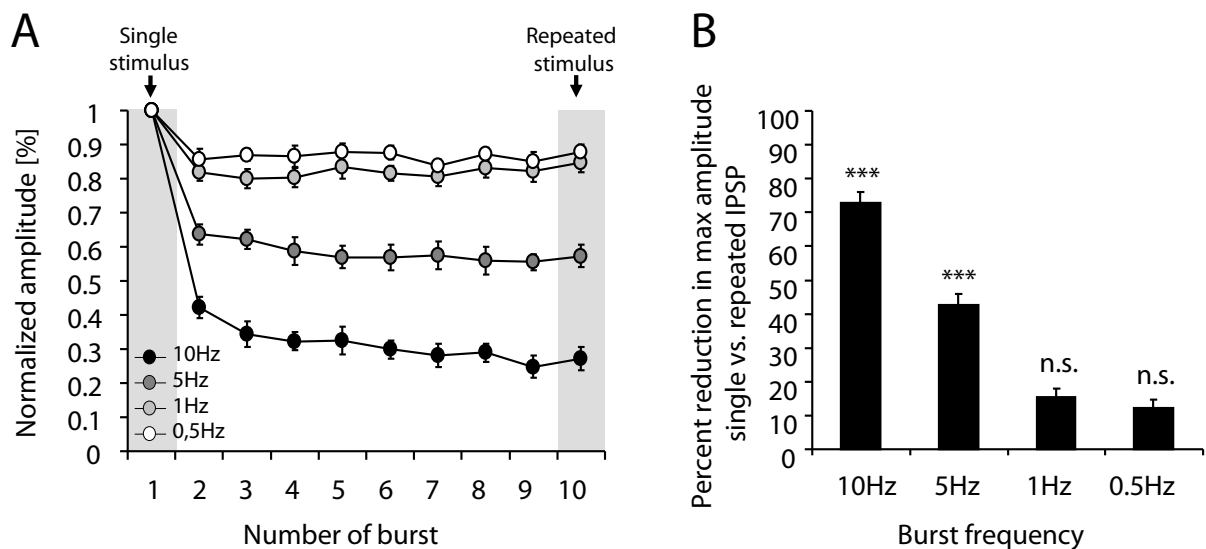 A
Single
stimulus
Repeated
stimulus
Normalized amplitude [%]
1
0.9
0.8
0.7
0.6
0.5
0.4
0.3
0.2
0.1
0
10Hz
5Hz
1Hz
0,5Hz
1 2 3 4 5 6 7 8 9 10
Number of burst
B
Percent reduction in max amplitude
single vs. repeated IPSP
100
90
80
70
60
50
40
30
20
10
0
***
***
n.s.
n.s.
10Hz 5Hz 1Hz 0.5Hz
Burst frequency